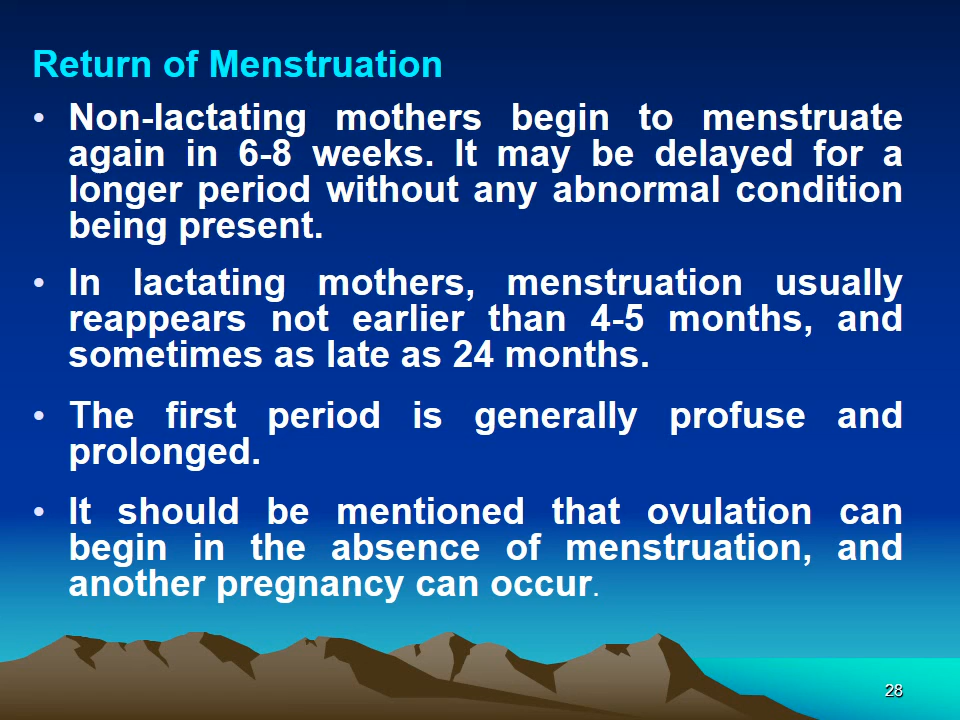 Return of Menstruation
• Non-lactating mothers begin to menstruate
again in 6-8 weeks. It may be delayed for a
longer period without any abnormal condition
being present.
• In lactating mothers, menstruation usually
reappears not earlier than 4-5 months, and
sometimes as late as 24 months.
• The first period is generally profuse and
prolonged.
• It should be mentioned that ovulation can
begin in the absence of menstruation, and
another pregnancy can occur.
28